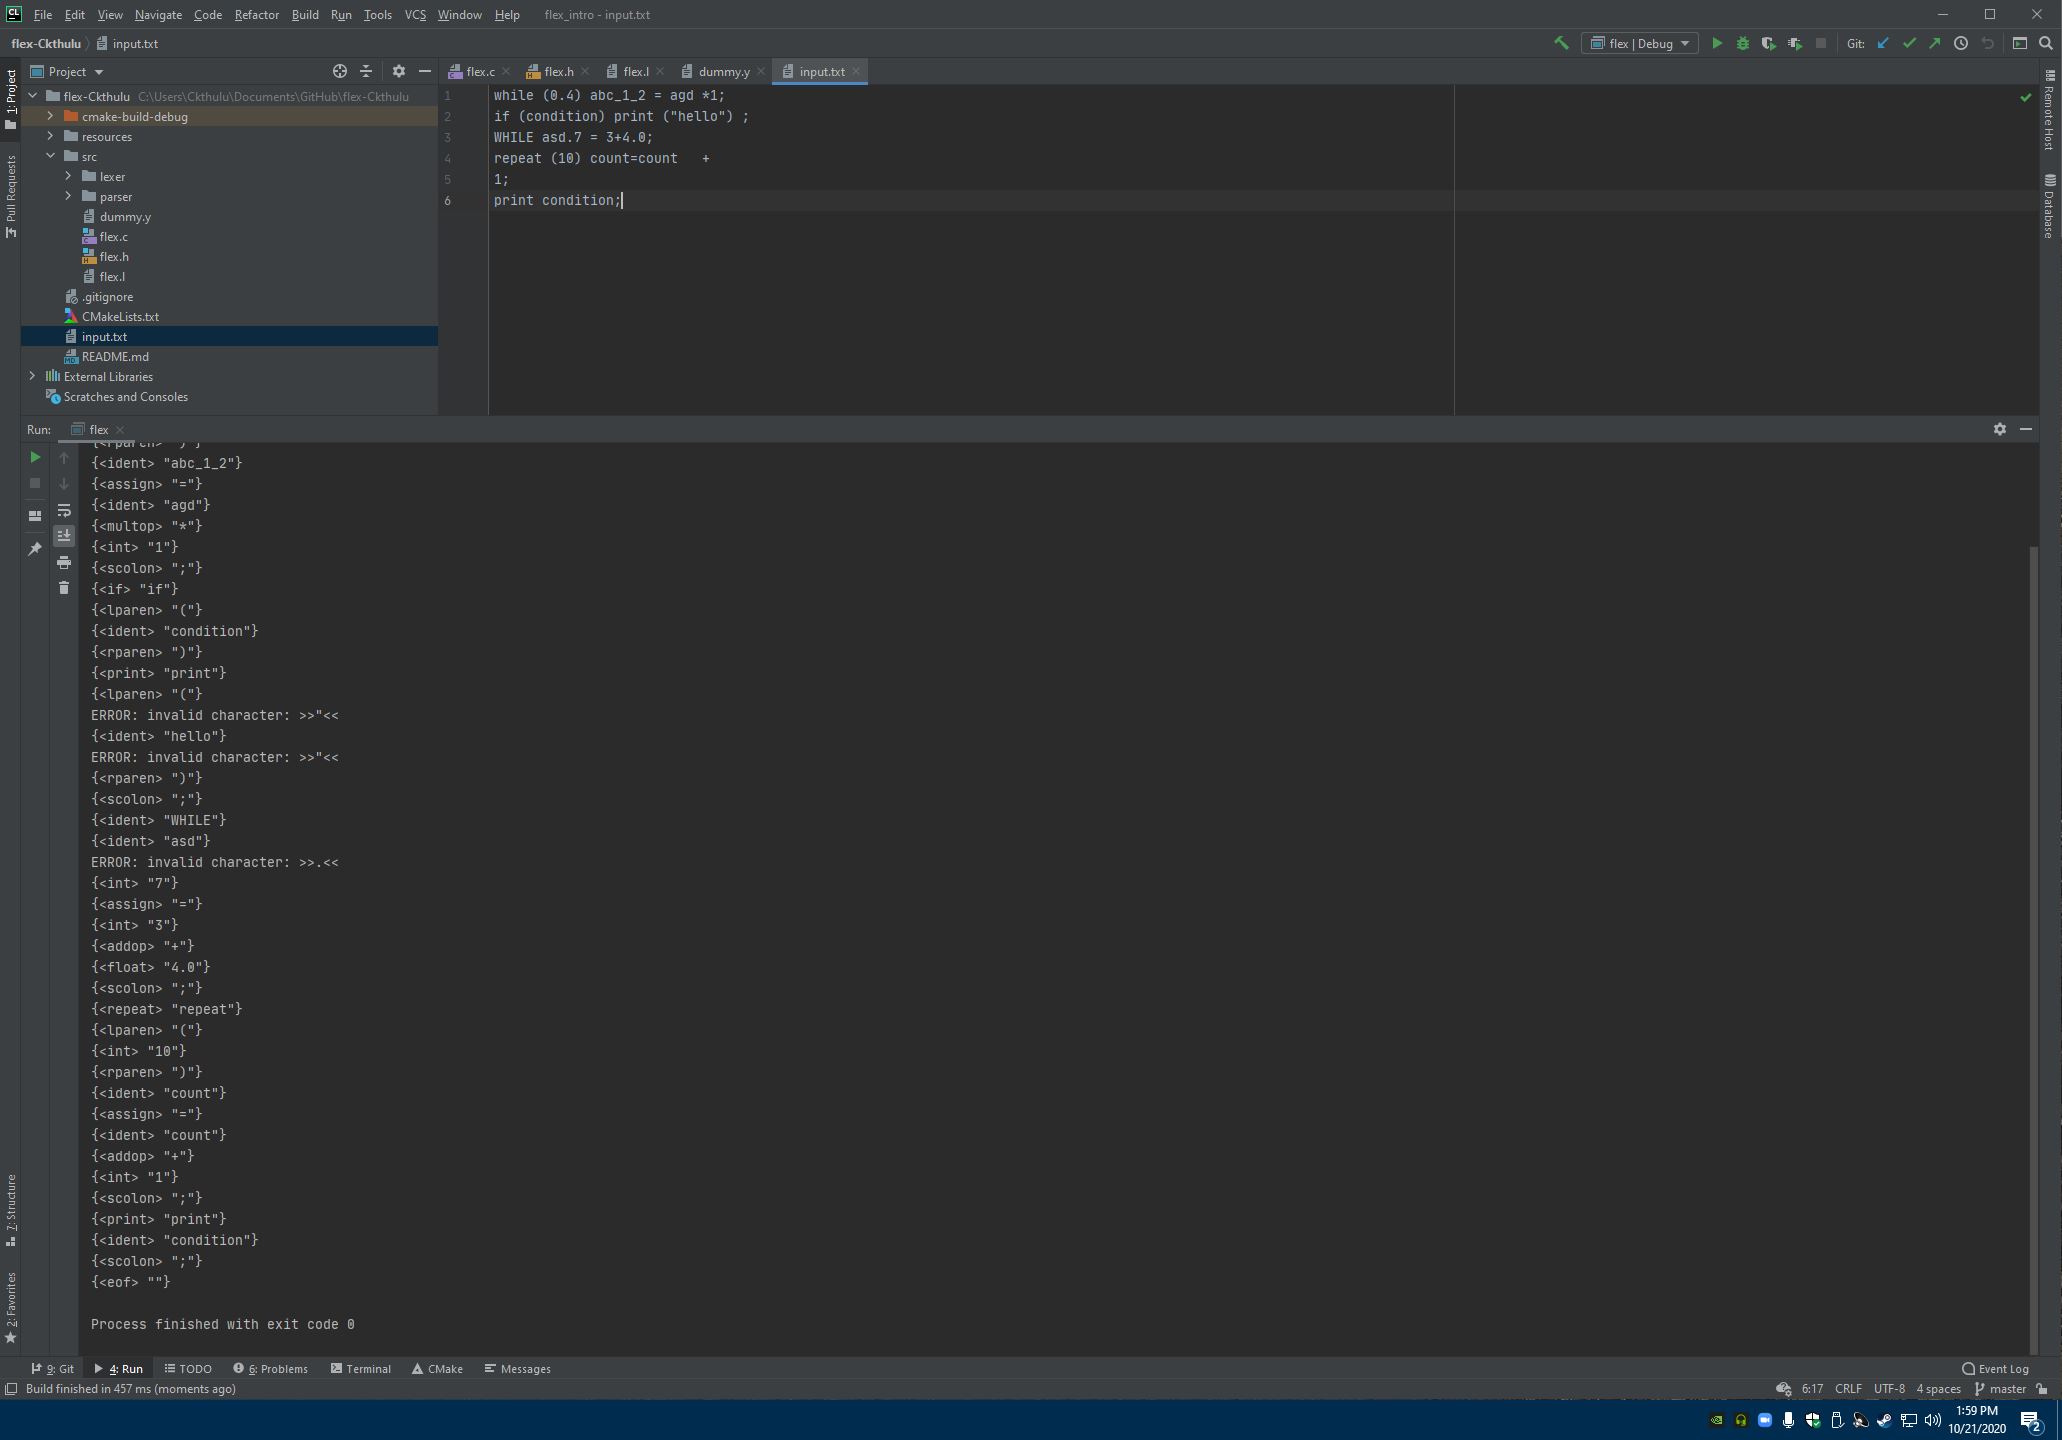 CL File Edit View Navigate Code Refactor Build Run Tools VCS Window Help flex_intro - input.txt
flex-Ckthulu input.txt flex | Debug Git:
1: Project
Pull Requests
7: Structure
2: Favorites
Project
flex-Ckthulu C:\Users\Ckthulu\Documents\GitHub\flex-Ckthulu
cmake-build-debug
resources
src
lexer
parser
dummy.y
flex.c
flex.h
flex.l
.gitignore
CMakeLists.txt
input.txt
README.md
External Libraries
Scratches and Consoles
flex.c flex.h flex.l dummy.y input.txt
1 while (0.4) abc_1_2 = agd *1;
2 if (condition) print ("hello") ;
3 WHILE asd.7 = 3+4.0;
4 repeat (10) count=count   +
5 1;
6 print condition;
Remote Host
Database
Run: flex
{<rparen> ")"}
{<ident> "abc_1_2"}
{<assign> "="}
{<ident> "agd"}
{<multop> "*"}
{<int> "1"}
{<scolon> ";"}
{<if> "if"}
{<lparen> "("}
{<ident> "condition"}
{<rparen> ")"}
{<print> "print"}
{<lparen> "("}
ERROR: invalid character: >>"<<
{<ident> "hello"}
ERROR: invalid character: >>"<<
{<rparen> ")"}
{<scolon> ";"}
{<ident> "WHILE"}
{<ident> "asd"}
ERROR: invalid character: >>.<<
{<int> "7"}
{<assign> "="}
{<int> "3"}
{<addop> "+"}
{<float> "4.0"}
{<scolon> ";"}
{<repeat> "repeat"}
{<lparen> "("}
{<int> "10"}
{<rparen> ")"}
{<ident> "count"}
{<assign> "="}
{<ident> "count"}
{<addop> "+"}
{<int> "1"}
{<scolon> ";"}
{<print> "print"}
{<ident> "condition"}
{<scolon> ";"}
{<eof> ""}
Process finished with exit code 0
9: Git 4: Run TODO 6: Problems Terminal CMake Messages Event Log
Build finished in 457 ms (moments ago) 6:17 CRLF UTF-8 4 spaces master
1:59 PM
10/21/2020
2